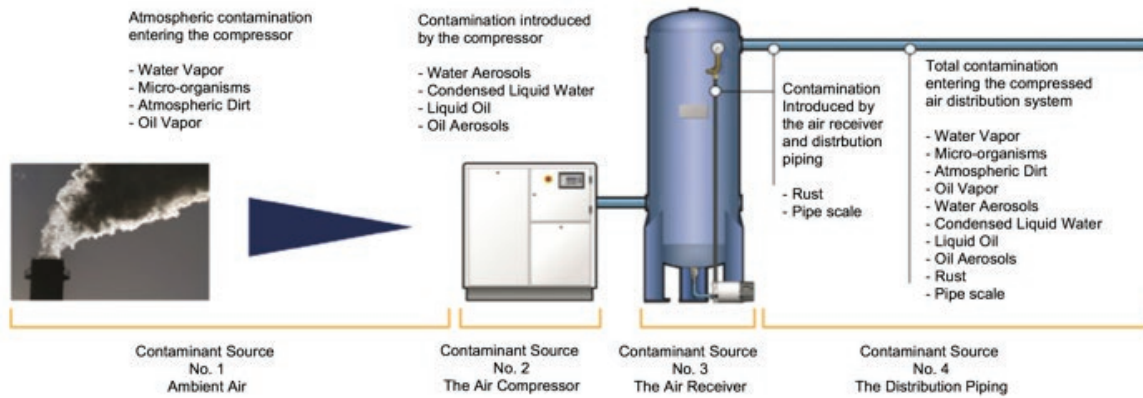 Atmospheric contamination
entering the compressor
- Water Vapor
- Micro-organisms
- Atmospheric Dirt
- Oil Vapor
Contamination introduced
by the compressor
- Water Aerosols
- Condensed Liquid Water
- Liquid Oil
- Oil Aerosols
Contamination
Introduced by
the air receiver
and distrbution
piping
- Rust
- Pipe scale
Total contamination
entering the compressed
air distribution system
- Water Vapor
- Micro-organisms
- Atmospheric Dirt
- Oil Vapor
- Water Aerosols
- Condensed Liquid Water
- Liquid Oil
- Oil Aerosols
- Rust
- Pipe scale
Contaminant Source
No. 1
Ambient Air
Contaminant Source
No. 2
The Air Compressor
Contaminant Source
No. 3
The Air Receiver
Contaminant Source
No. 4
The Distribution Piping